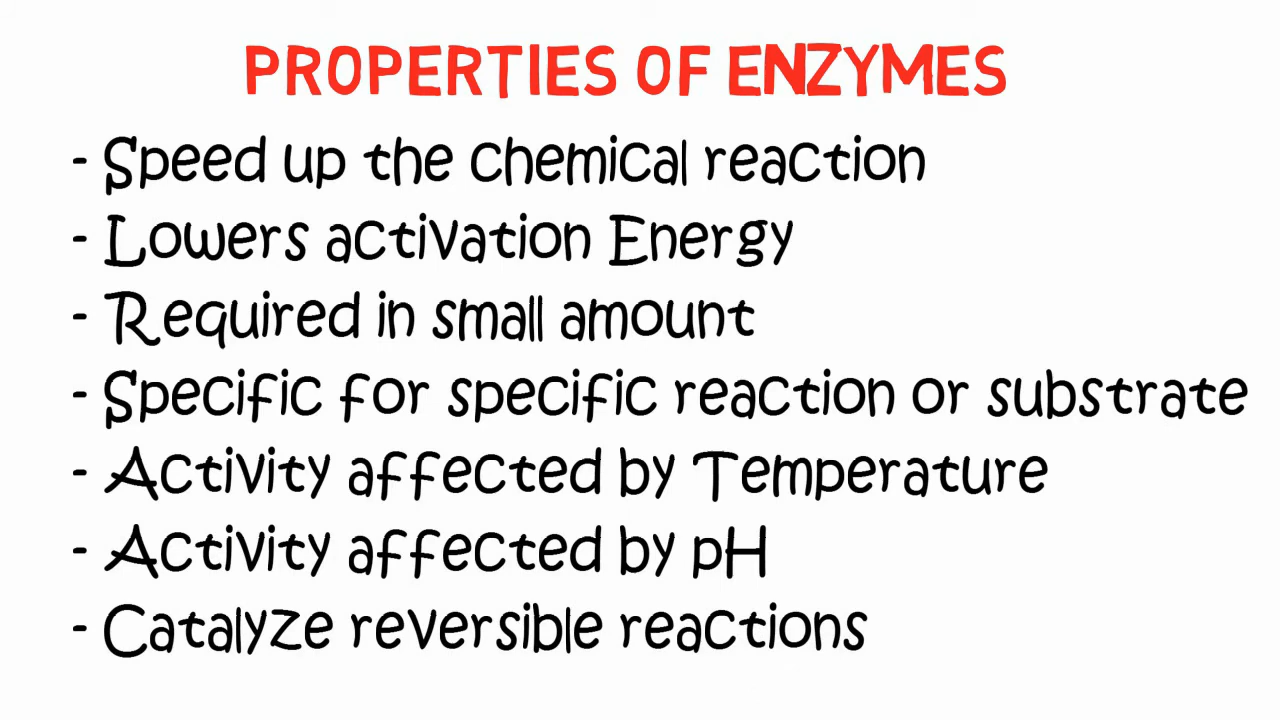 PROPERTIES OF ENZYMES
- Speed up the chemical reaction
- Lowers activation Energy
- Required in small amount
- Specific for specific reaction or substrate
- Activity affected by Temperature
- Activity affected by pH
- Catalyze reversible reactions